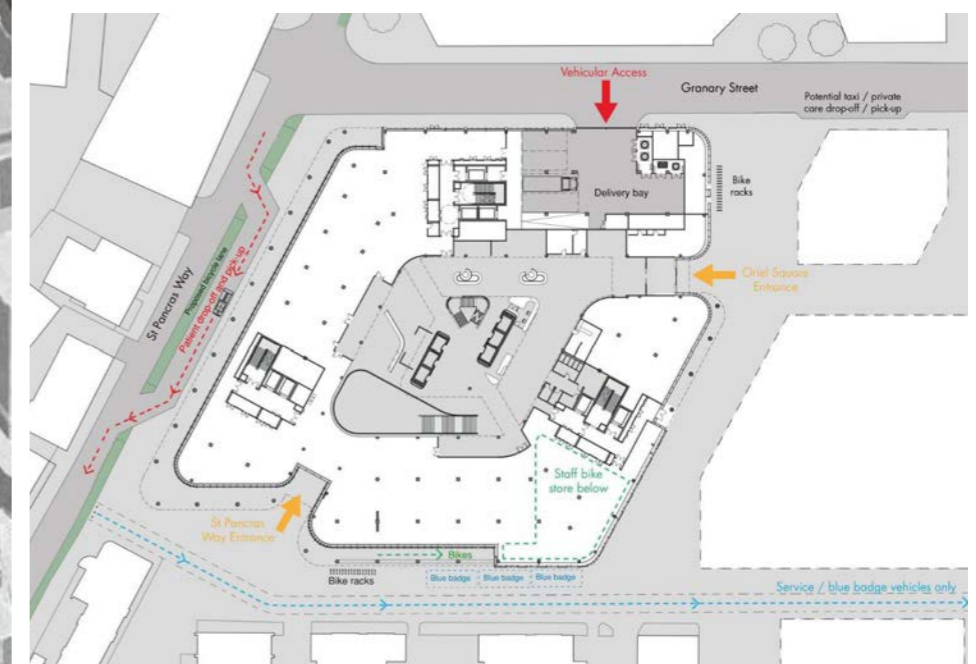 Vehicular Access
Granary Street
Potential taxi / private
care drop-off / pick-up
Delivery bay
Bike
racks
Oriel Square
Entrance
St Pancras Way
Proposed bicycle lane
Patient drop-off and pick-up
Staff bike
store below
St Pancras
Way Entrance
Bikes
Bike racks
Blue badge
Blue badge
Blue badge
Service / blue badge vehicles only